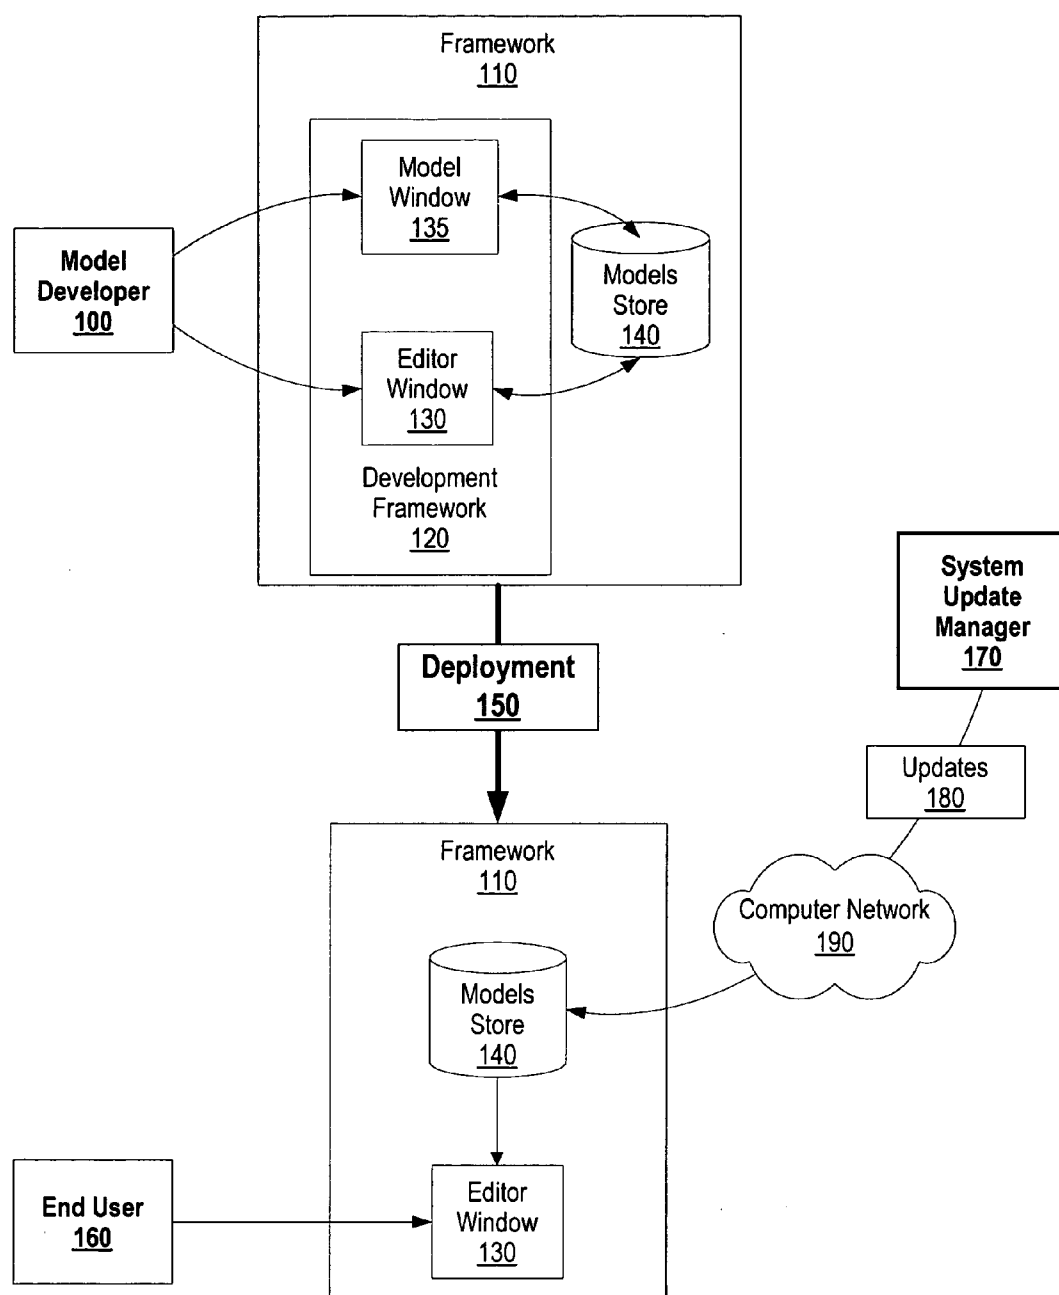 Framework
110
Model
Window
135
Model
Developer
100
Models
Store
140
Editor
Window
130
Development
Framework
120
System
Update
Manager
170
Deployment
150
Updates
180
Framework
110
Computer Network
190
Models
Store
140
End User
160
Editor
Window
130